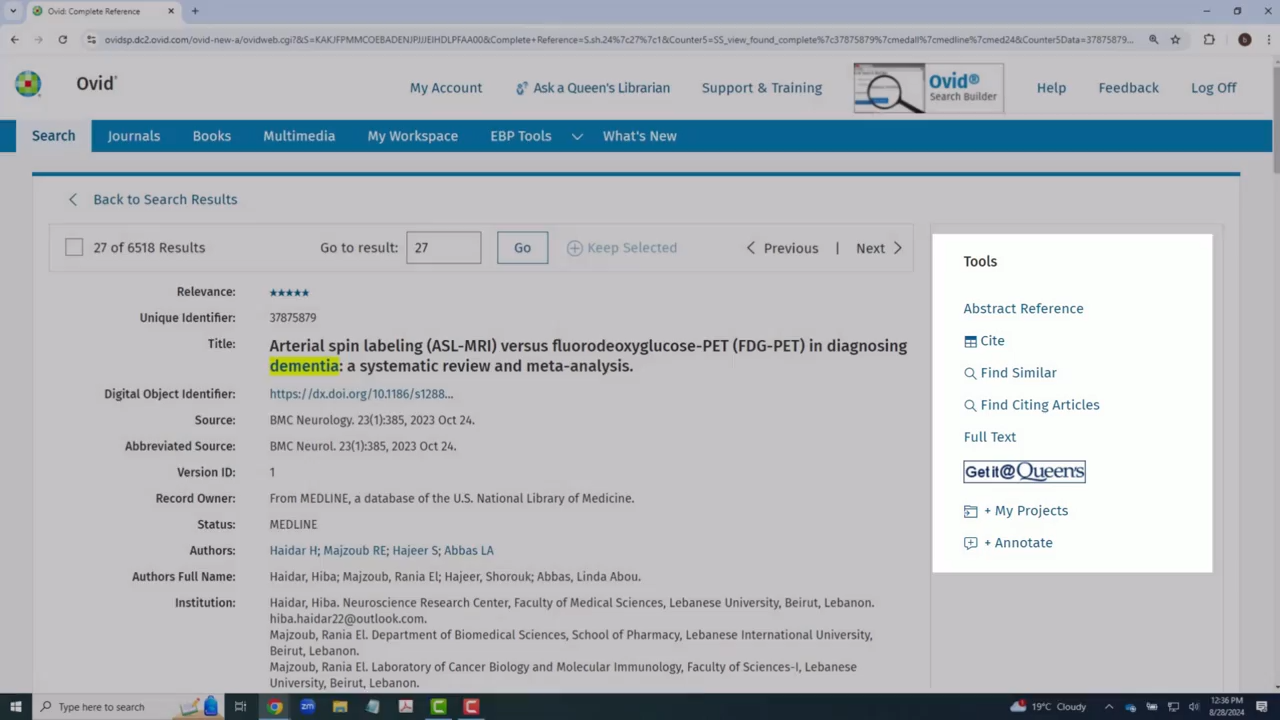 Ovid: Complete Reference
ovidsp.dc2.ovid.com/ovid-new-a/ovidweb.cgi?&S=KAKJFPMMCOEBADENJPJJJEIHDLPFAA00&Complete+Reference=S.sh.24%7c27%7c1&Counter5=SS_view_found_complete%7c37875879%7cmedall%7cmedline%7cmed24&Counter5Data=37875879...
Ovid®
My Account
Ask a Queen's Librarian
Support & Training
Ovid®
Search Builder
Help
Feedback
Log Off
Search
Journals
Books
Multimedia
My Workspace
EBP Tools
What's New
Back to Search Results
27 of 6518 Results
Go to result:
27
Go
Keep Selected
Previous
|
Next
Relevance:
Unique Identifier: 37875879
Title: Arterial spin labeling (ASL-MRI) versus fluorodeoxyglucose-PET (FDG-PET) in diagnosing
dementia: a systematic review and meta-analysis.
Digital Object Identifier: https://dx.doi.org/10.1186/s1288...
Source: BMC Neurology. 23(1):385, 2023 Oct 24.
Abbreviated Source: BMC Neurol. 23(1):385, 2023 Oct 24.
Version ID: 1
Record Owner: From MEDLINE, a database of the U.S. National Library of Medicine.
Status: MEDLINE
Authors: Haidar H; Majzoub RE; Hajeer S; Abbas LA
Authors Full Name: Haidar, Hiba; Majzoub, Rania El; Hajeer, Shorouk; Abbas, Linda Abou.
Institution: Haidar, Hiba. Neuroscience Research Center, Faculty of Medical Sciences, Lebanese University, Beirut, Lebanon.
hiba.haidar22@outlook.com.
Majzoub, Rania El. Department of Biomedical Sciences, School of Pharmacy, Lebanese International University,
Beirut, Lebanon.
Majzoub, Rania El. Laboratory of Cancer Biology and Molecular Immunology, Faculty of Sciences-I, Lebanese
University, Beirut, Lebanon.
Tools
Abstract Reference
Cite
Find Similar
Find Citing Articles
Full Text
Get it@Queen's
+ My Projects
+ Annotate
Type here to search
zm
19°C Cloudy
12:36 PM
8/28/2024